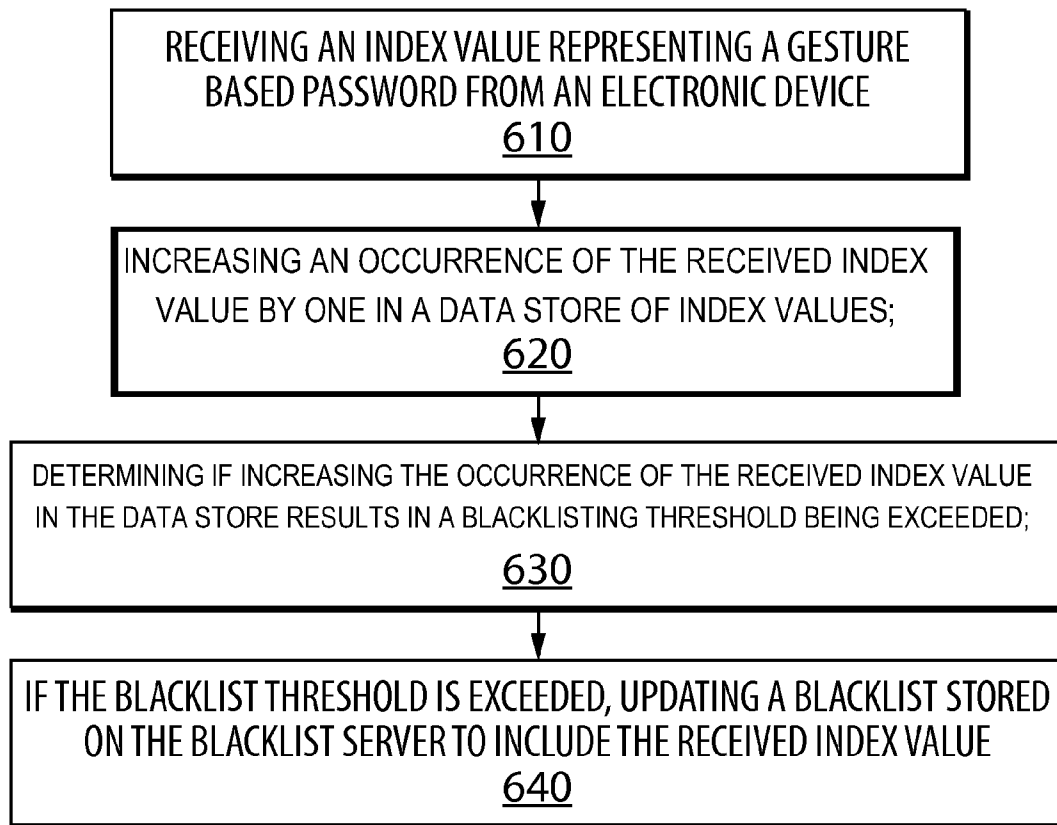 RECEIVING AN INDEX VALUE REPRESENTING A GESTURE
BASED PASSWORD FROM AN ELECTRONIC DEVICE
610
INCREASING AN OCCURRENCE OF THE RECEIVED INDEX
VALUE BY ONE IN A DATA STORE OF INDEX VALUES;
620
DETERMINING IF INCREASING THE OCCURRENCE OF THE RECEIVED INDEX VALUE
IN THE DATA STORE RESULTS IN A BLACKLISTING THRESHOLD BEING EXCEEDED;
630
IF THE BLACKLIST THRESHOLD IS EXCEEDED, UPDATING A BLACKLIST STORED
ON THE BLACKLIST SERVER TO INCLUDE THE RECEIVED INDEX VALUE
640